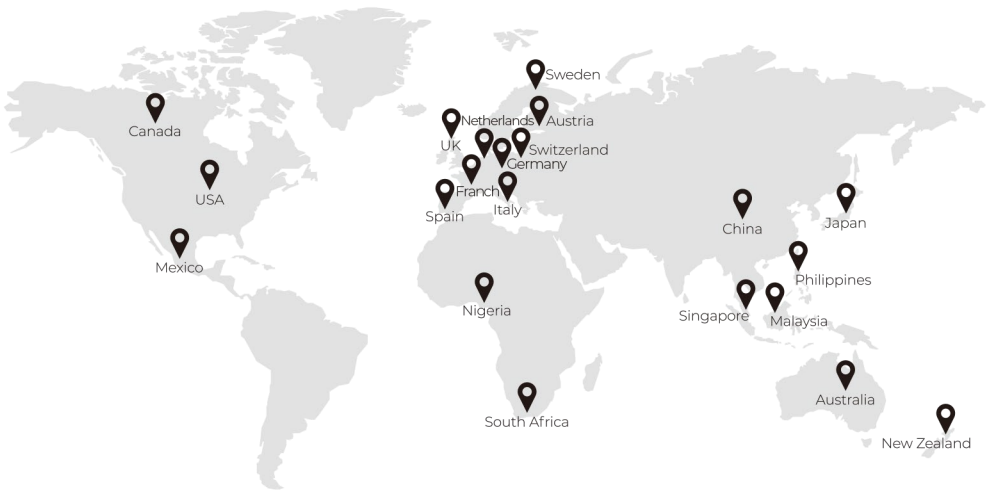 Sweden
Canada
Netherlands
Austria
UK
Switzerland
Germany
USA
Franch
Italy
Spain
Japan
China
Mexico
Philippines
Nigeria
Singapore
Malaysia
Australia
South Africa
New Zealand